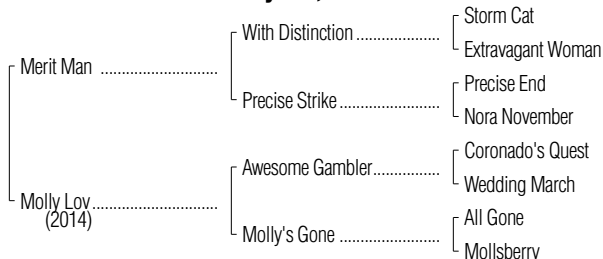 Storm Cat
With Distinction ....................
Extravagant Woman
Merit Man ............................
Precise End
Precise Strike ........................
Nora November
Coronado's Quest
Awesome Gambler................
Wedding March
Molly Lov..............................
(2014)
All Gone
Molly's Gone ........................
Mollsberry